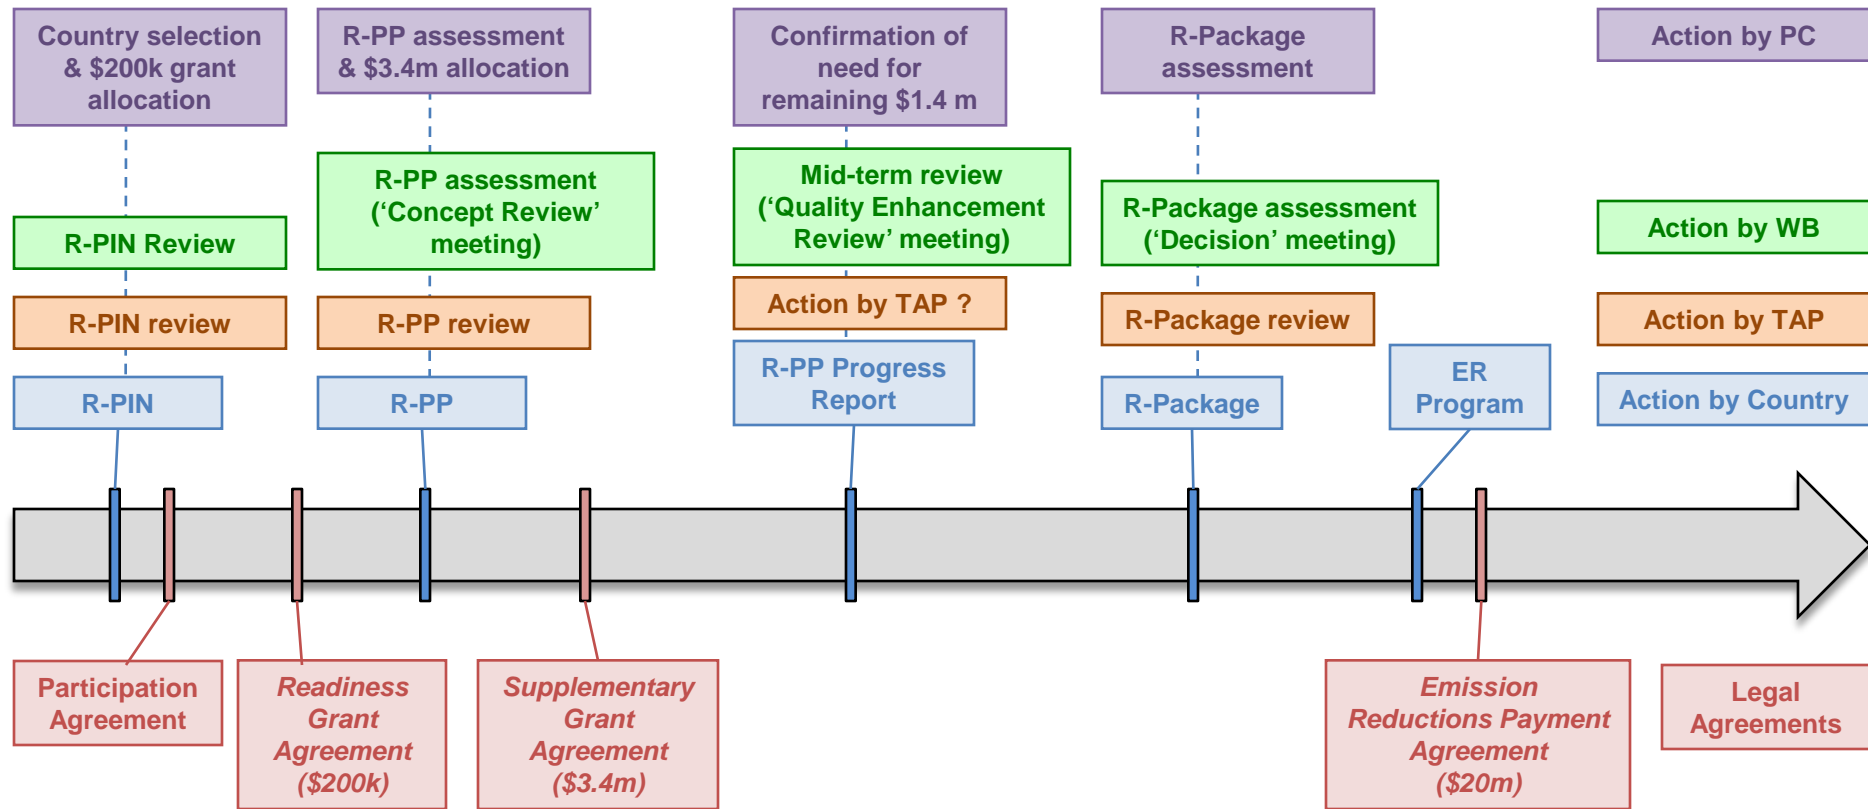 Country selection
& $200k grant
allocation
R-PP assessment
& $3.4m allocation
Confirmation of
need for
remaining $1.4 m
R-Package
assessment
Action by PC
R-PIN Review
R-PP assessment
(‘Concept Review’
meeting)
Mid-term review
(‘Quality Enhancement
Review’ meeting)
R-Package assessment
(‘Decision’ meeting)
Action by WB
R-PIN review
R-PP review
Action by TAP ?
R-Package review
Action by TAP
R-PIN
R-PP
R-PP Progress
Report
R-Package
ER
Program
Action by Country
Participation
Agreement
Readiness
Grant
Agreement
($200k)
Supplementary
Grant
Agreement
($3.4m)
Emission
Reductions Payment
Agreement
($20m)
Legal
Agreements